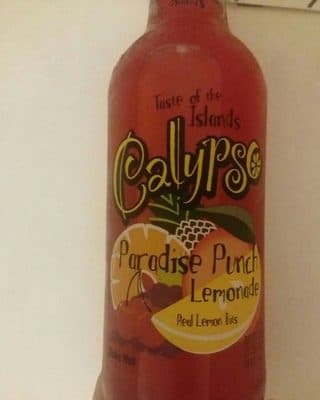 Taste of the
Islands
Calypso
Paradise Punch
Lemonade
Real Lemon Bits